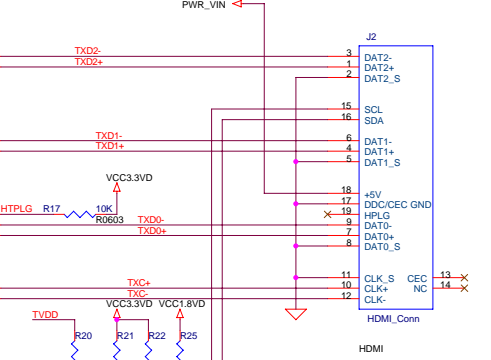 PWR_VIN
J2
TXD2- 3 DAT2-
TXD2+ 1 DAT2+
2 DAT2_S
15 SCL
16 SDA
TXD1- 6 DAT1-
TXD1+ 4 DAT1+
5 DAT1_S
VCC3.3VD
18 +5V
17 DDC/CEC GND
HTPLG R17 10K 19 HPLG
R0603
TXD0- 9 DAT0-
TXD0+ 7 DAT0+
8 DAT0_S
11 CLK_S CEC 13
TXC+ 10 CLK+ NC 14
TXC- 12 CLK-
VCC3.3VD VCC1.8VD
TVDD
HDMI_Conn
R20 R21 R22 R25
HDMI